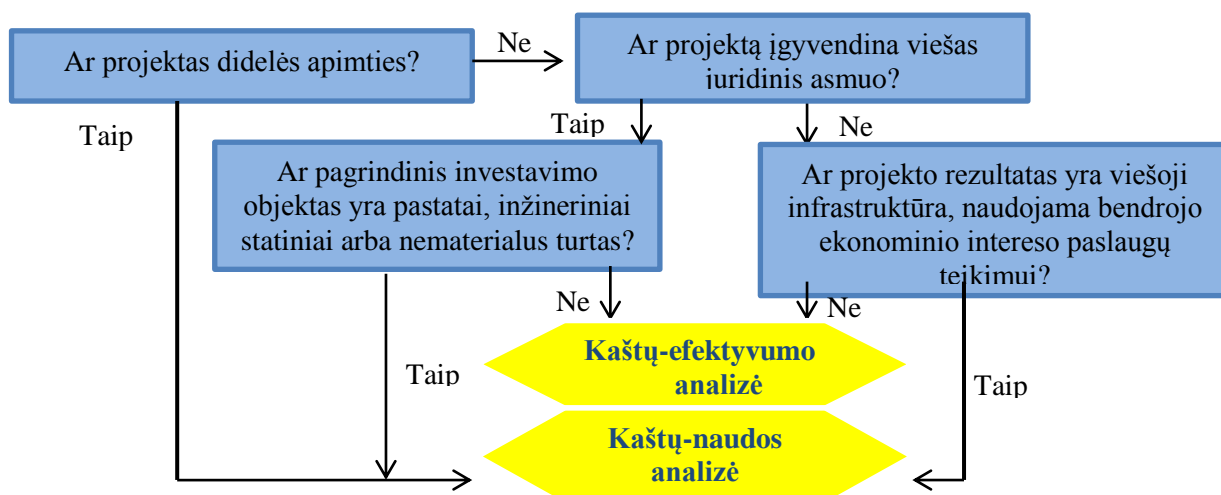 Ar projektas didelės apimties?
Ne
Ar projektą įgyvendina viešas
juridinis asmuo?
Taip
Taip
Ne
Ar pagrindinis investavimo
objektas yra pastatai, inžineriniai
statiniai arba nematerialus turtas?
Ar projekto rezultatas yra viešoji
infrastruktūra, naudojama bendrojo
ekonominio intereso paslaugų
teikimui?
Ne
Ne
Kaštų-efektyvumo
analizė
Taip
Taip
Kaštų-naudos
analizė